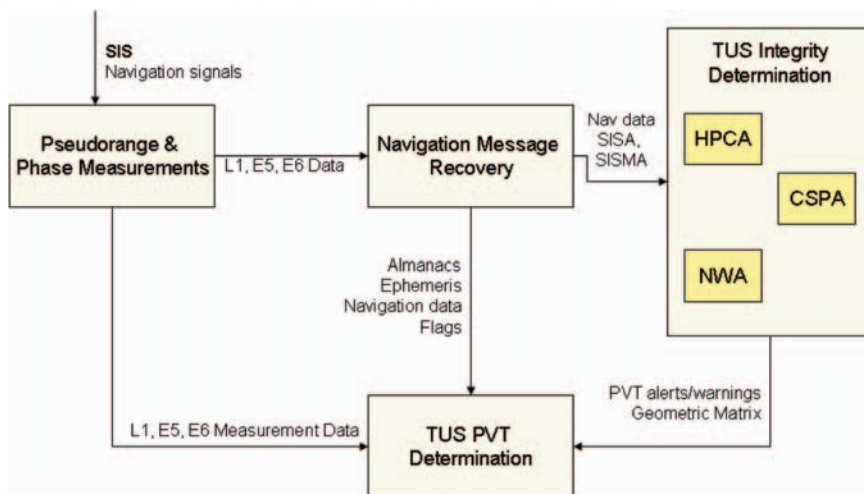 SIS
Navigation signals
Pseudorange &
Phase Measurements
L1, E5, E6 Data
Navigation Message
Recovery
Nav data
SISA,
SISMA
TUS Integrity
Determination
HPCA
CSPA
NWA
Almanacs
Ephemeris
Navigation data
Flags
PVT alerts/warnings
Geometric Matrix
L1, E5, E6 Measurement Data
TUS PVT
Determination